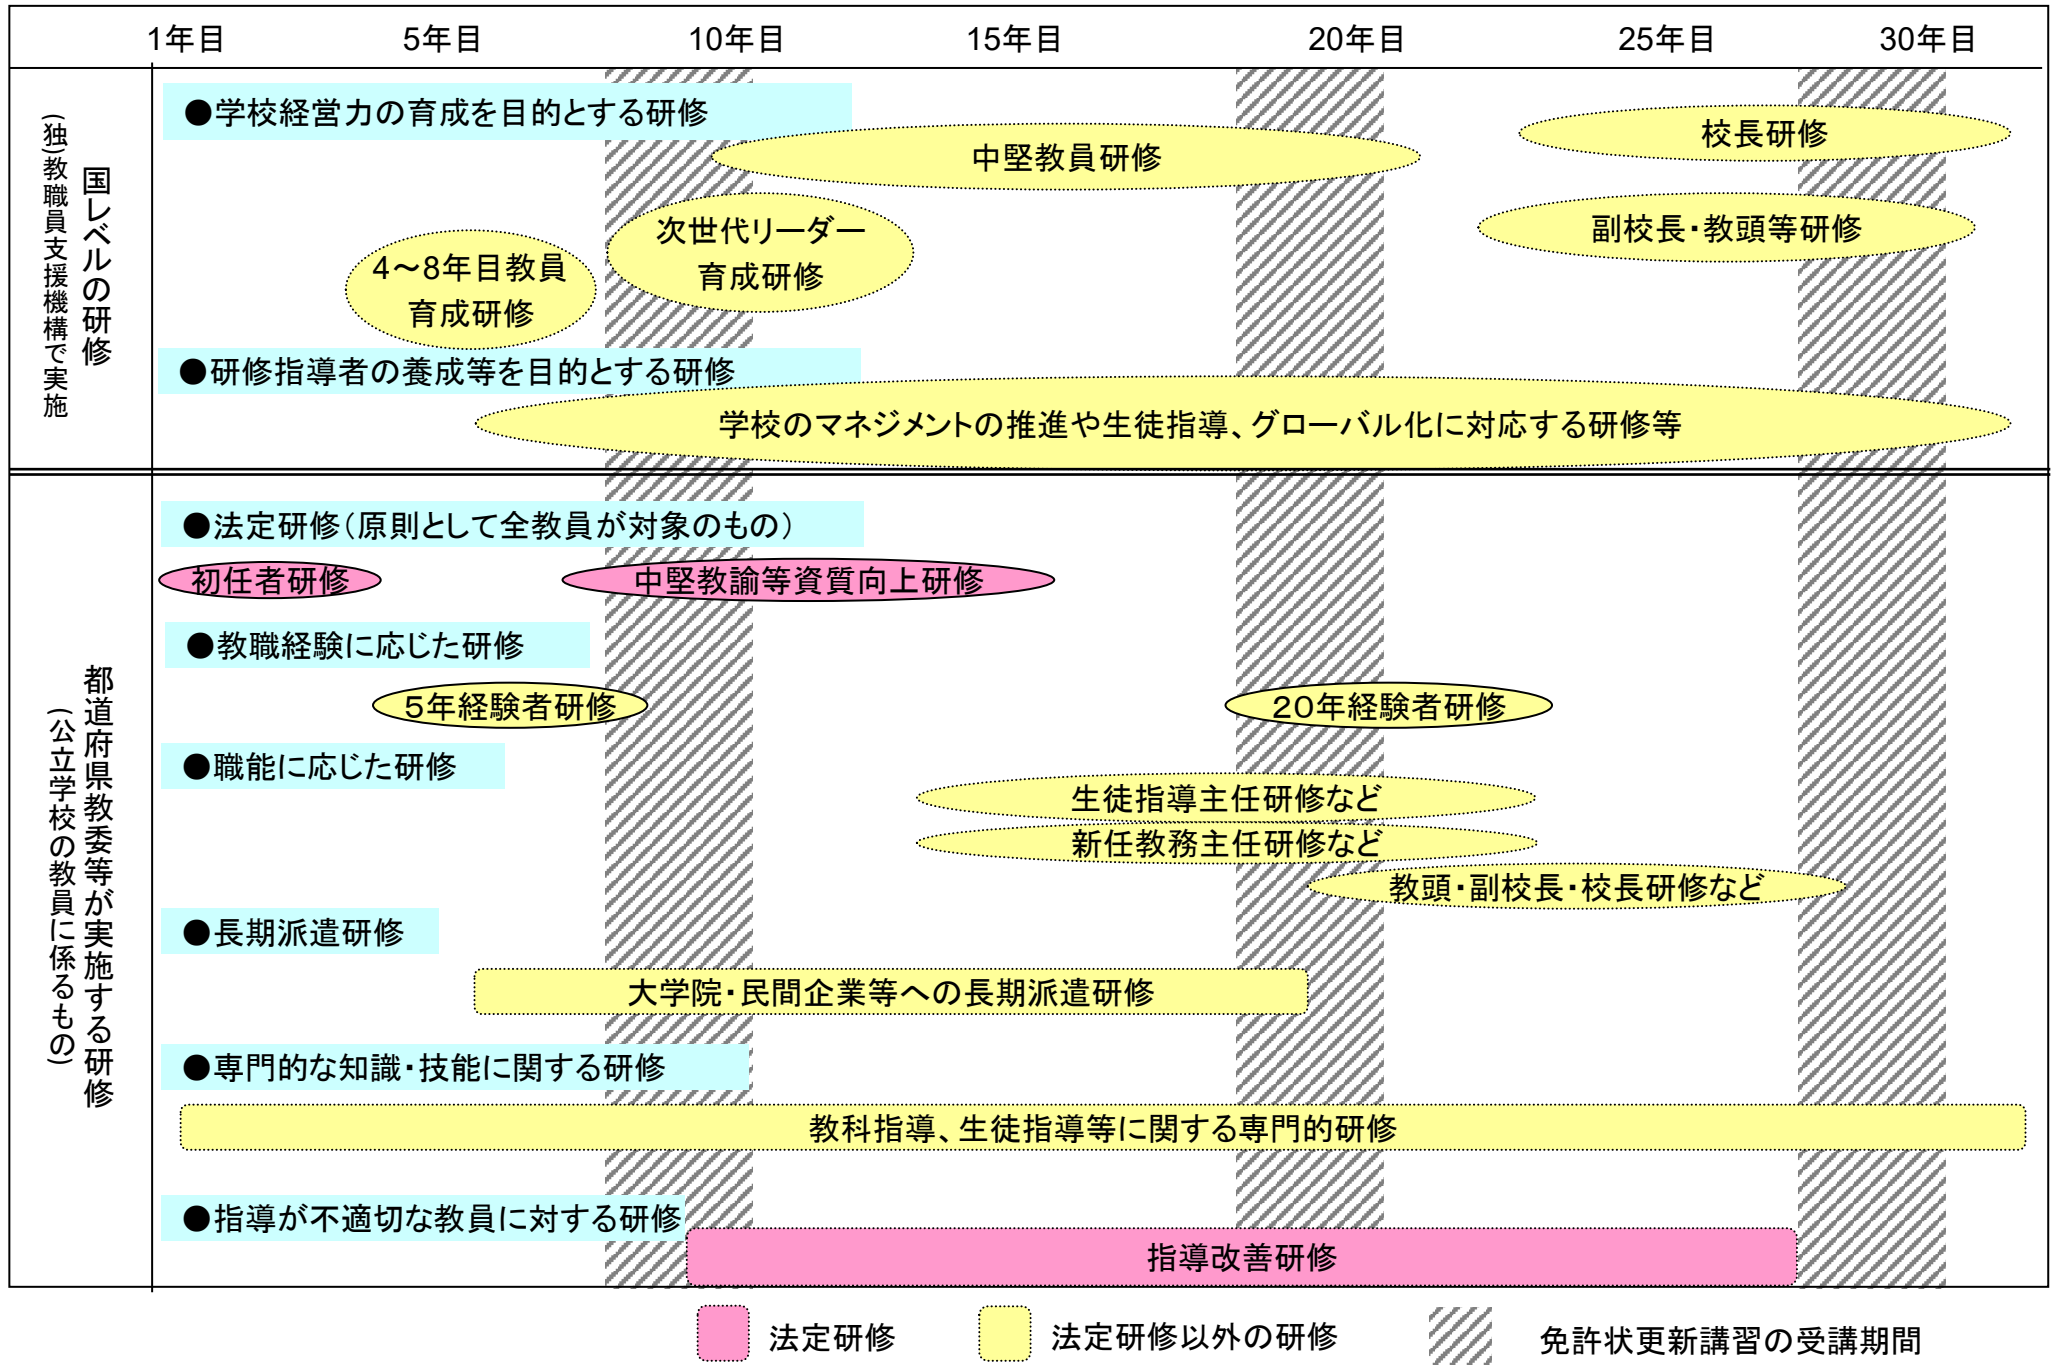 1年目 5年目 10年目 15年目 20年目 25年目 30年目
国レベルの研修
(独)教職員支援機構で実施
●学校経営力の育成を目的とする研修
中堅教員研修
校長研修
次世代リーダー
育成研修
副校長・教頭等研修
4～8年目教員
育成研修
●研修指導者の養成等を目的とする研修
学校のマネジメントの推進や生徒指導、グローバル化に対応する研修等
都道府県教委等が実施する研修
(公立学校の教員に係るもの)
●法定研修（原則として全教員が対象のもの）
初任者研修
中堅教諭等資質向上研修
●教職経験に応じた研修
５年経験者研修
２０年経験者研修
●職能に応じた研修
生徒指導主任研修など
新任教務主任研修など
教頭・副校長・校長研修など
●長期派遣研修
大学院・民間企業等への長期派遣研修
●専門的な知識・技能に関する研修
教科指導、生徒指導等に関する専門的研修
●指導が不適切な教員に対する研修
指導改善研修
法定研修
法定研修以外の研修
免許状更新講習の受講期間